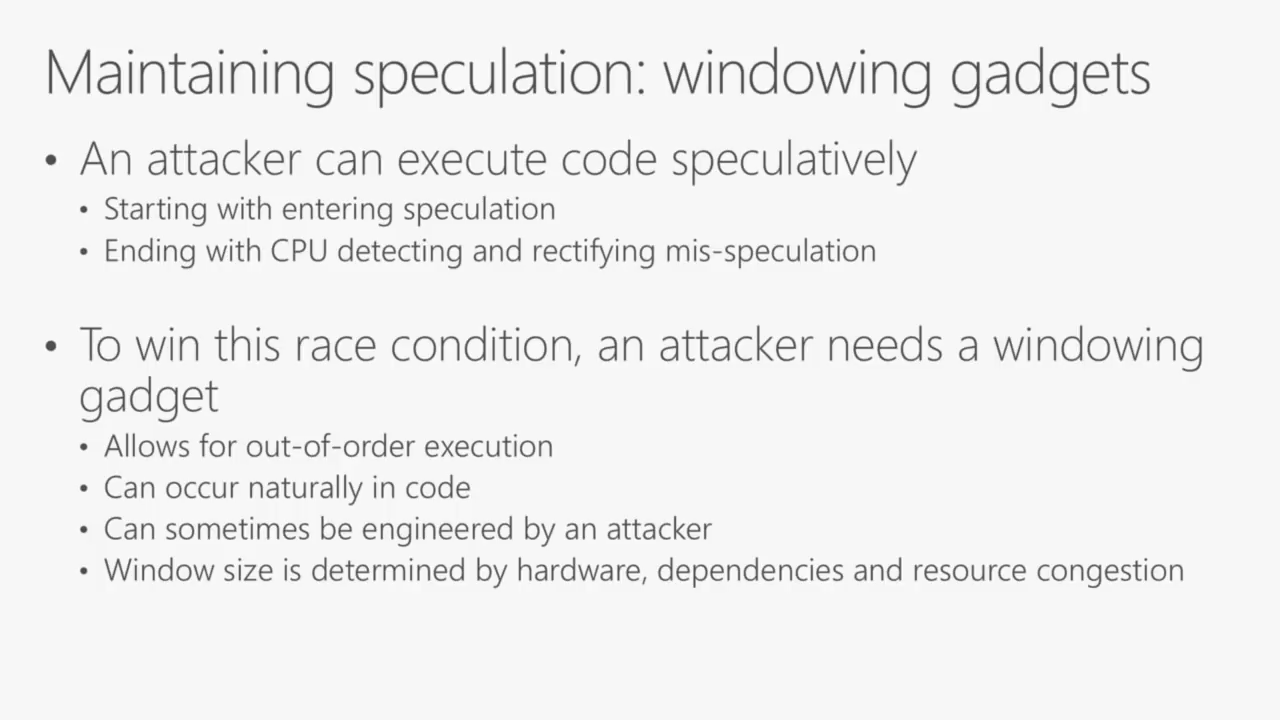 Maintaining speculation: windowing gadgets
• An attacker can execute code speculatively
• Starting with entering speculation
• Ending with CPU detecting and rectifying mis-speculation
• To win this race condition, an attacker needs a windowing
gadget
• Allows for out-of-order execution
• Can occur naturally in code
• Can sometimes be engineered by an attacker
• Window size is determined by hardware, dependencies and resource congestion